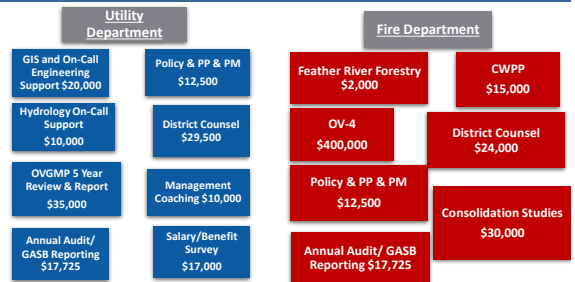 Utility
Department
GIS and On-Call
Engineering
Support $20,000
Policy & PP & PM
$12,500
Hydrology On-Call
Support
$10,000
District Counsel
$29,500
OVGMP 5 Year
Review & Report
$35,000
Management
Coaching $10,000
Annual Audit/
GASB Reporting
$17,725
Salary/Benefit
Survey
$17,000
Fire Department
Feather River Forestry
$2,000
CWPP
$15,000
OV-4
$400,000
District Counsel
$24,000
Policy & PP & PM
$12,500
Consolidation Studies
$30,000
Annual Audit/ GASB
Reporting $17,725